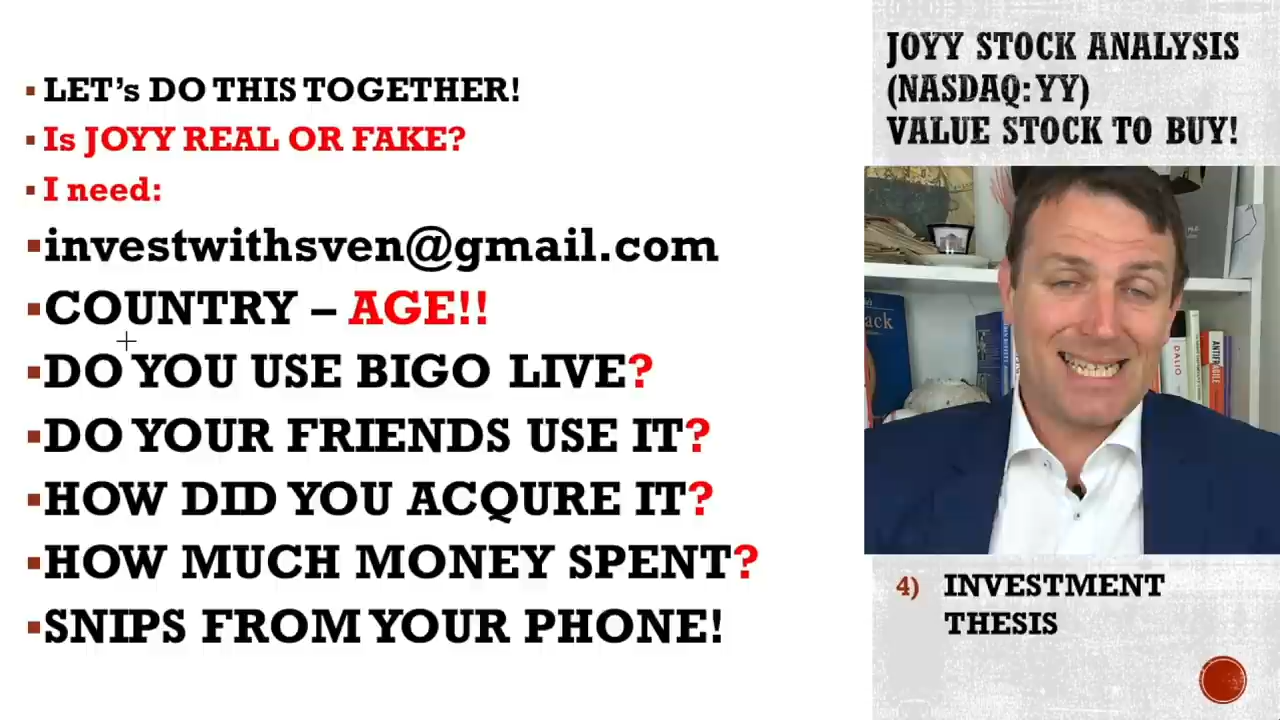 LET's DO THIS TOGETHER!
Is JOYY REAL OR FAKE?
I need:
investwithsven@gmail.com
COUNTRY – AGE!!
DO YOU USE BIGO LIVE?
DO YOUR FRIENDS USE IT?
HOW DID YOU ACQURE IT?
HOW MUCH MONEY SPENT?
SNIPS FROM YOUR PHONE!
JOYY STOCK ANALYSIS
(NASDAQ: YY)
VALUE STOCK TO BUY!
DALIO
ANTIFRAGILE
4) INVESTMENT
THESIS